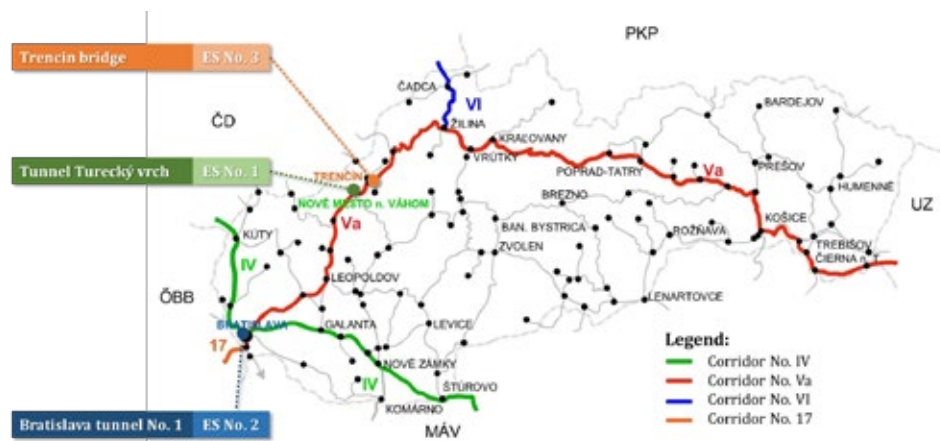 PKP
Trencin bridge ES No. 3
ČADCA
VI
BARDEJOV
ČD
ŽILINA
KRAĽOVANY
VRÚTKY
PREŠOV
Tunnel Turecký vrch ES No. 1
TRENČÍN
POPRAD-TATRY
Va
HUMENNÉ
NOVÉ MESTO n. VÁHOM
BREZNO
UZ
Va
BAN. BYSTRICA
ROŽŇAVA
KOŠICE
KÚTY
ZVOLEN
TREBIŠOV
IV
ČIERNA n. T.
LEOPOLDOV
ÖBB
LENARTOVCE
BRATISLAVA
GALANTA
LEVICE
Legend:
17
NOVÉ ZÁMKY
Corridor No. IV
IV
Corridor No. Va
ŠTÚROVO
Corridor No. VI
KOMÁRNO
Corridor No. 17
Bratislava tunnel No. 1 ES No. 2
MÁV